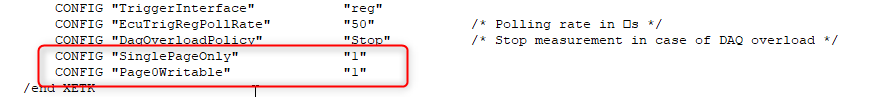 CONFIG "TriggerInterface" "reg"
CONFIG "EcuTrigRegPollRate" "50" /* Polling rate in □s */
CONFIG "DaqOverloadPolicy" "Stop" /* Stop measurement in case of DAQ overload */
CONFIG "SinglePageOnly" "1"
CONFIG "Page0Writable" "1"
/end XETK